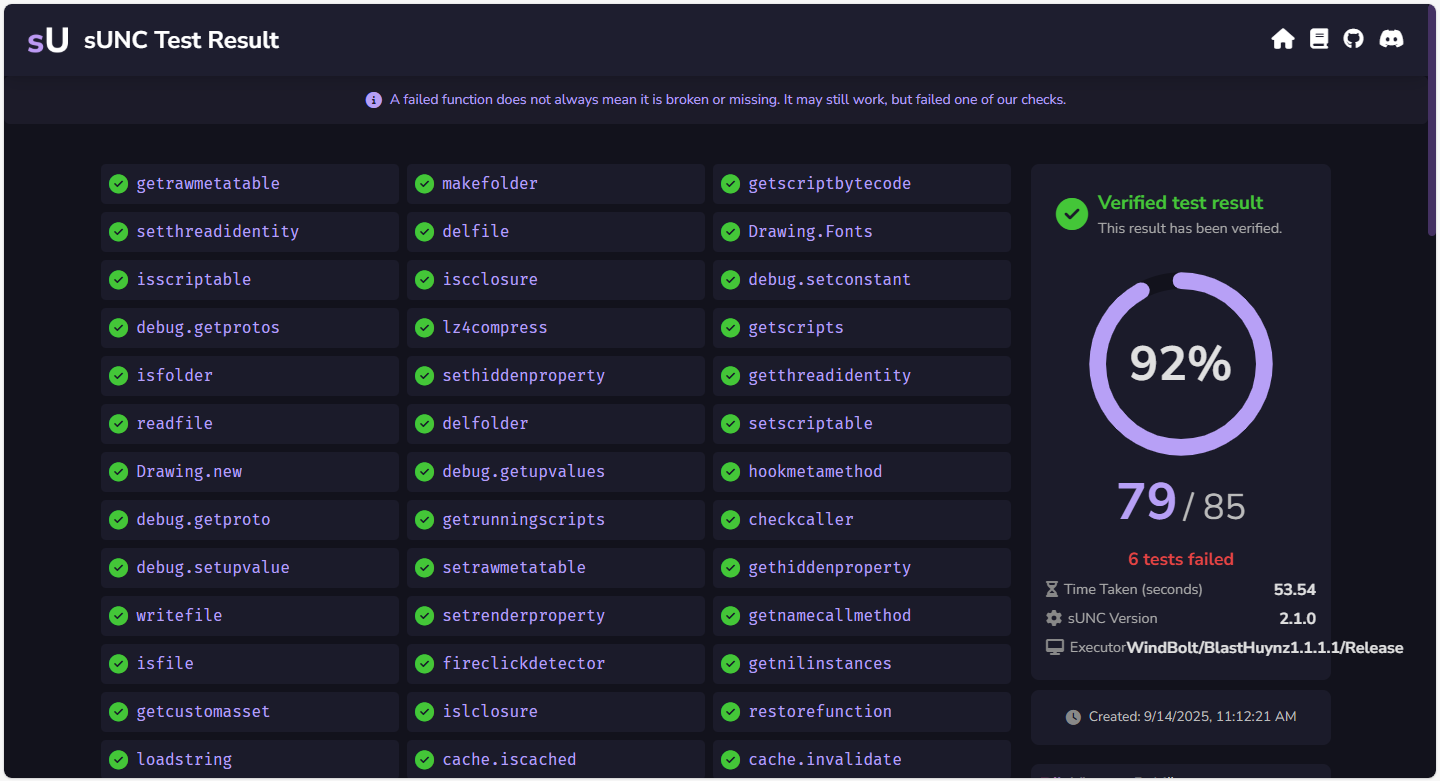 sU sUNC Test Result
A failed function does not always mean it is broken or missing. It may still work, but failed one of our checks.
getrawmetatable
makefolder
getscriptbytecode
setthreadidentity
delfile
Drawing.Fonts
isscriptable
iscclosure
debug.setconstant
debug.getprotos
lz4compress
getscripts
isfolder
sethiddenproperty
getthreadidentity
readfile
delfolder
setscriptable
Drawing.new
debug.getupvalues
hookmetamethod
debug.getproto
getrunningscripts
checkcaller
debug.setupvalue
setrawmetatable
gethiddenproperty
writefile
setrenderproperty
getnamecallmethod
isfile
fireclickdetector
getnilinstances
getcustomasset
islclosure
restorefunction
loadstring
cache.iscached
cache.invalidate
Verified test result
This result has been verified.
92%
79 / 85
6 tests failed
Time Taken (seconds) 53.54
sUNC Version 2.1.0
Executor WindBolt/BlastHuynz1.1.1.1/Release
Created: 9/14/2025, 11:12:21 AM